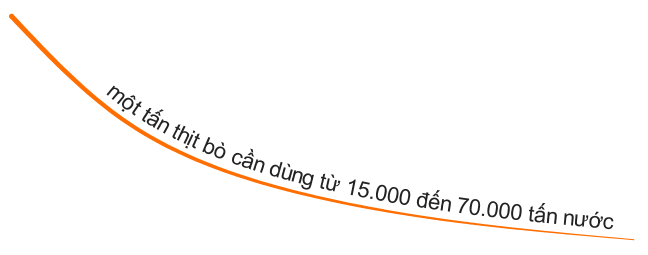 một tấn thịt bò cần dùng từ 15.000 đến 70.000 tấn nước